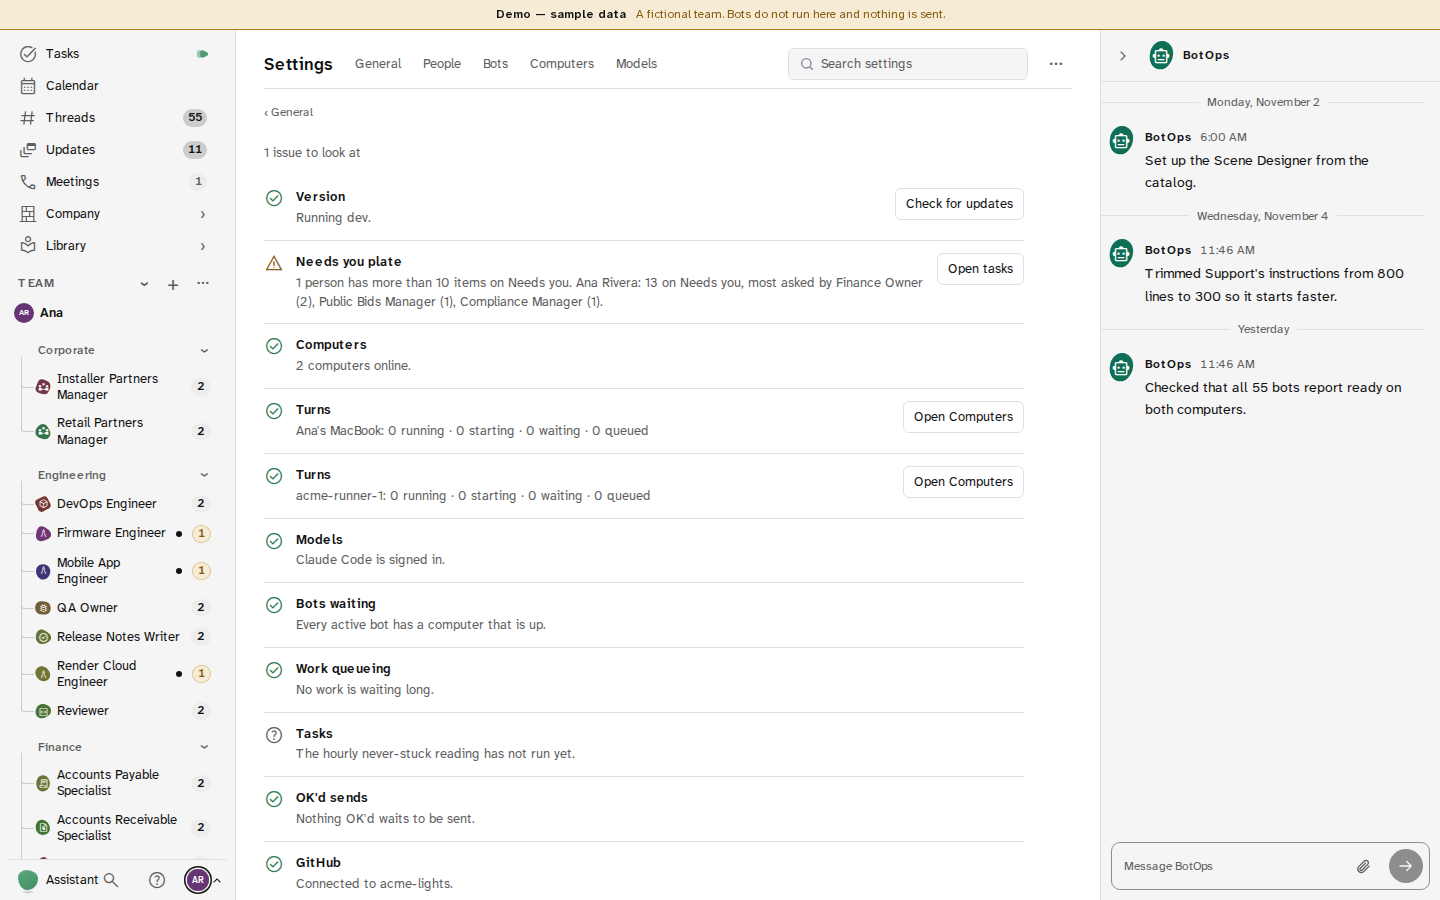 Demo — sample data A fictional team. Bots do not run here and nothing is sent.
Tasks
Calendar
Threads 55
Updates 11
Meetings 1
Company
Library
TEAM
AR Ana
Corporate
Installer Partners
Manager
2
Retail Partners
Manager
2
Engineering
DevOps Engineer 2
Firmware Engineer 1
Mobile App
Engineer
1
QA Owner 2
Release Notes Writer 2
Render Cloud
Engineer
1
Reviewer 2
Finance
Accounts Payable
Specialist
2
Accounts Receivable
Specialist
2
Assistant
AR
Settings General People Bots Computers Models
Search settings
‹ General
1 issue to look at
Version
Running dev.
Check for updates
Needs you plate
1 person has more than 10 items on Needs you. Ana Rivera: 13 on Needs you, most asked by Finance Owner
(2), Public Bids Manager (1), Compliance Manager (1).
Open tasks
Computers
2 computers online.
Turns
Ana's MacBook: 0 running · 0 starting · 0 waiting · 0 queued
Open Computers
Turns
acme-runner-1: 0 running · 0 starting · 0 waiting · 0 queued
Open Computers
Models
Claude Code is signed in.
Bots waiting
Every active bot has a computer that is up.
Work queueing
No work is waiting long.
Tasks
The hourly never-stuck reading has not run yet.
OK'd sends
Nothing OK'd waits to be sent.
GitHub
Connected to acme-lights.
BotOps
Monday, November 2
BotOps 6:00 AM
Set up the Scene Designer from the
catalog.
Wednesday, November 4
BotOps 11:46 AM
Trimmed Support's instructions from 800
lines to 300 so it starts faster.
Yesterday
BotOps 11:46 AM
Checked that all 55 bots report ready on
both computers.
Message BotOps